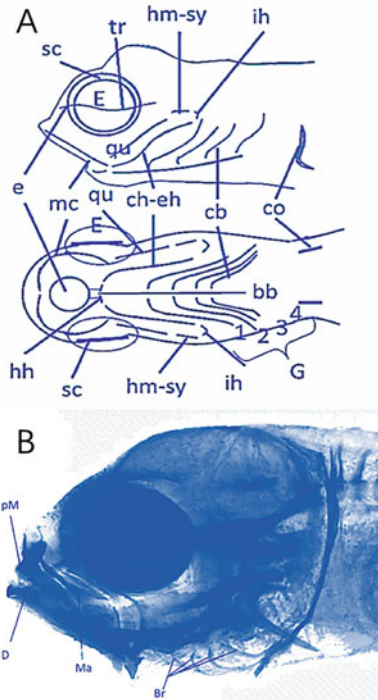 A
hm-sy ih
tr
sc
E
qu
e
mc qu ch-eh cb co
E
bb
1 2 3 4
hh
sc hm-sy ih G
B
pM
D
Ma
Br